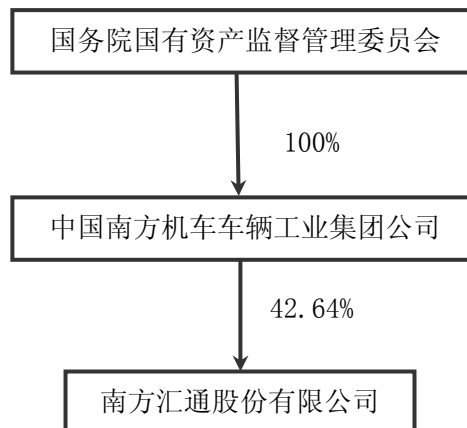 国务院国有资产监督管理委员会
100%
中国南方机车车辆工业集团公司
42.64%
南方汇通股份有限公司